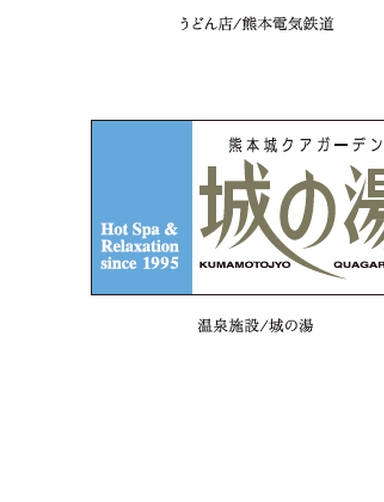 うどん店/熊本電気鉄道
熊本城クアガーデン
城の湯
Hot Spa &
Relaxation
since 1995
KUMAMOTOJYO QUAGAR
温泉施設/城の湯